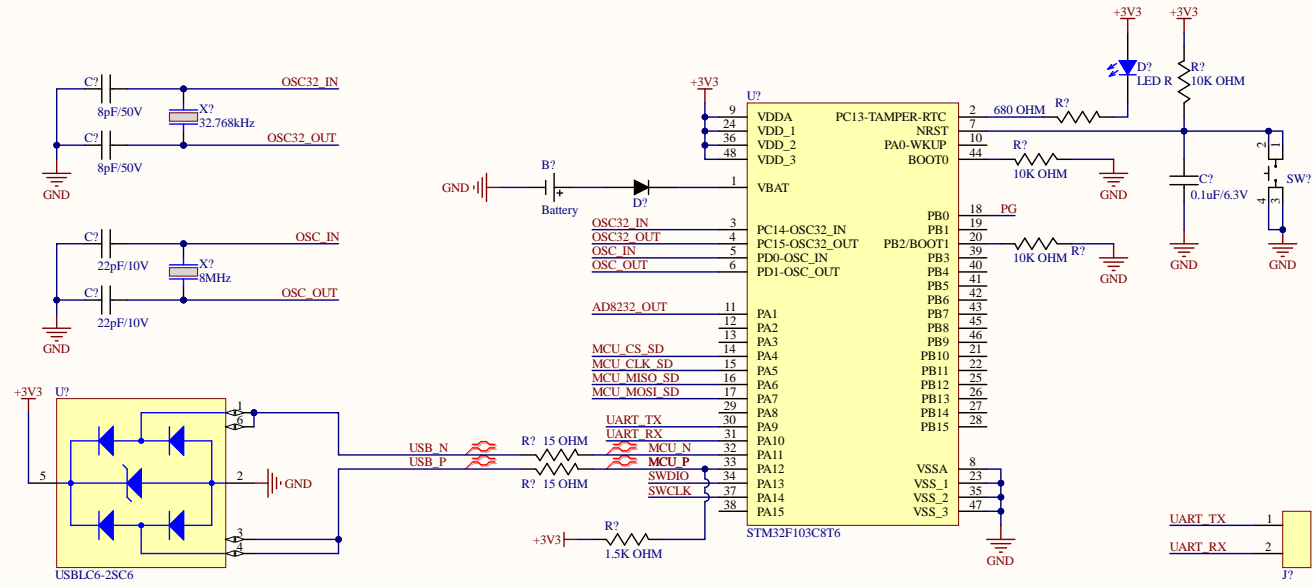 C?
OSC32_IN
8pF/50V
X?
32.768kHz
C?
OSC32_OUT
8pF/50V
GND
C?
OSC_IN
22pF/10V
X?
8MHz
C?
OSC_OUT
22pF/10V
GND
+3V3
U?
1
6
5
2
GND
3
4
USBLC6-2SC6
USB_N
USB_P
R? 15 OHM
R? 15 OHM
MCU_N
MCU_P
+3V3
R?
1.5K OHM
+3V3
GND
B?
Battery
D?
U?
9 VDDA
24 VDD_1
36 VDD_2
48 VDD_3
1 VBAT
OSC32_IN 3 PC14-OSC32_IN
OSC32_OUT 4 PC15-OSC32_OUT
OSC_IN 5 PD0-OSC_IN
OSC_OUT 6 PD1-OSC_OUT
AD8232_OUT 11 PA1
12 PA2
13 PA3
MCU_CS_SD 14 PA4
MCU_CLK_SD 15 PA5
MCU_MISO_SD 16 PA6
MCU_MOSI_SD 17 PA7
29 PA8
UART_TX 30 PA9
UART_RX 31 PA10
32 PA11
33 PA12
SWDIO 34 PA13
SWCLK 37 PA14
38 PA15
STM32F103C8T6
PC13-TAMPER-RTC 2
NRST 7
PA0-WKUP 10
BOOT0 44
PB0 18 PG
PB1 19
PB2/BOOT1 20
PB3 39
PB4 40
PB5 41
PB6 42
PB7 43
PB8 45
PB9 46
PB10 21
PB11 22
PB12 25
PB13 26
PB14 27
PB15 28
VSSA 8
VSS_1 23
VSS_2 35
VSS_3 47
GND
680 OHM R?
+3V3
D?
LED R
+3V3
R?
10K OHM
R?
10K OHM
GND
10K OHM R?
GND
C?
0.1uF/6.3V
GND
2 1
SW?
4 3
GND
UART_TX 1
UART_RX 2
J?